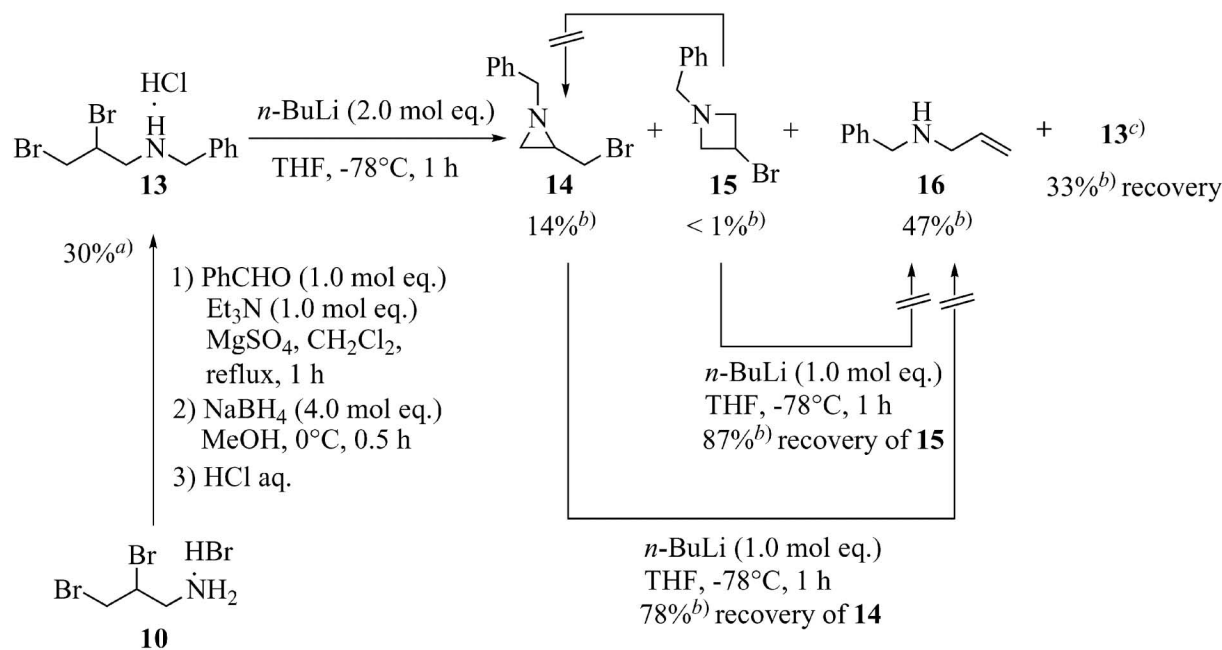 Ph
HCl
·
H
N
Br
Br
Ph
13
n-BuLi (2.0 mol eq.)
THF, -78°C, 1 h
N
Br
14
14%b)
+
Ph
N
Br
15
< 1%b)
+
H
N
Ph
16
47%b)
+
13c)
33%b) recovery
30%a)
1) PhCHO (1.0 mol eq.)
Et3N (1.0 mol eq.)
MgSO4, CH2Cl2,
reflux, 1 h
2) NaBH4 (4.0 mol eq.)
MeOH, 0°C, 0.5 h
3) HCl aq.
n-BuLi (1.0 mol eq.)
THF, -78°C, 1 h
87%b) recovery of 15
n-BuLi (1.0 mol eq.)
THF, -78°C, 1 h
78%b) recovery of 14
Br
HBr
·
Br
NH2
10